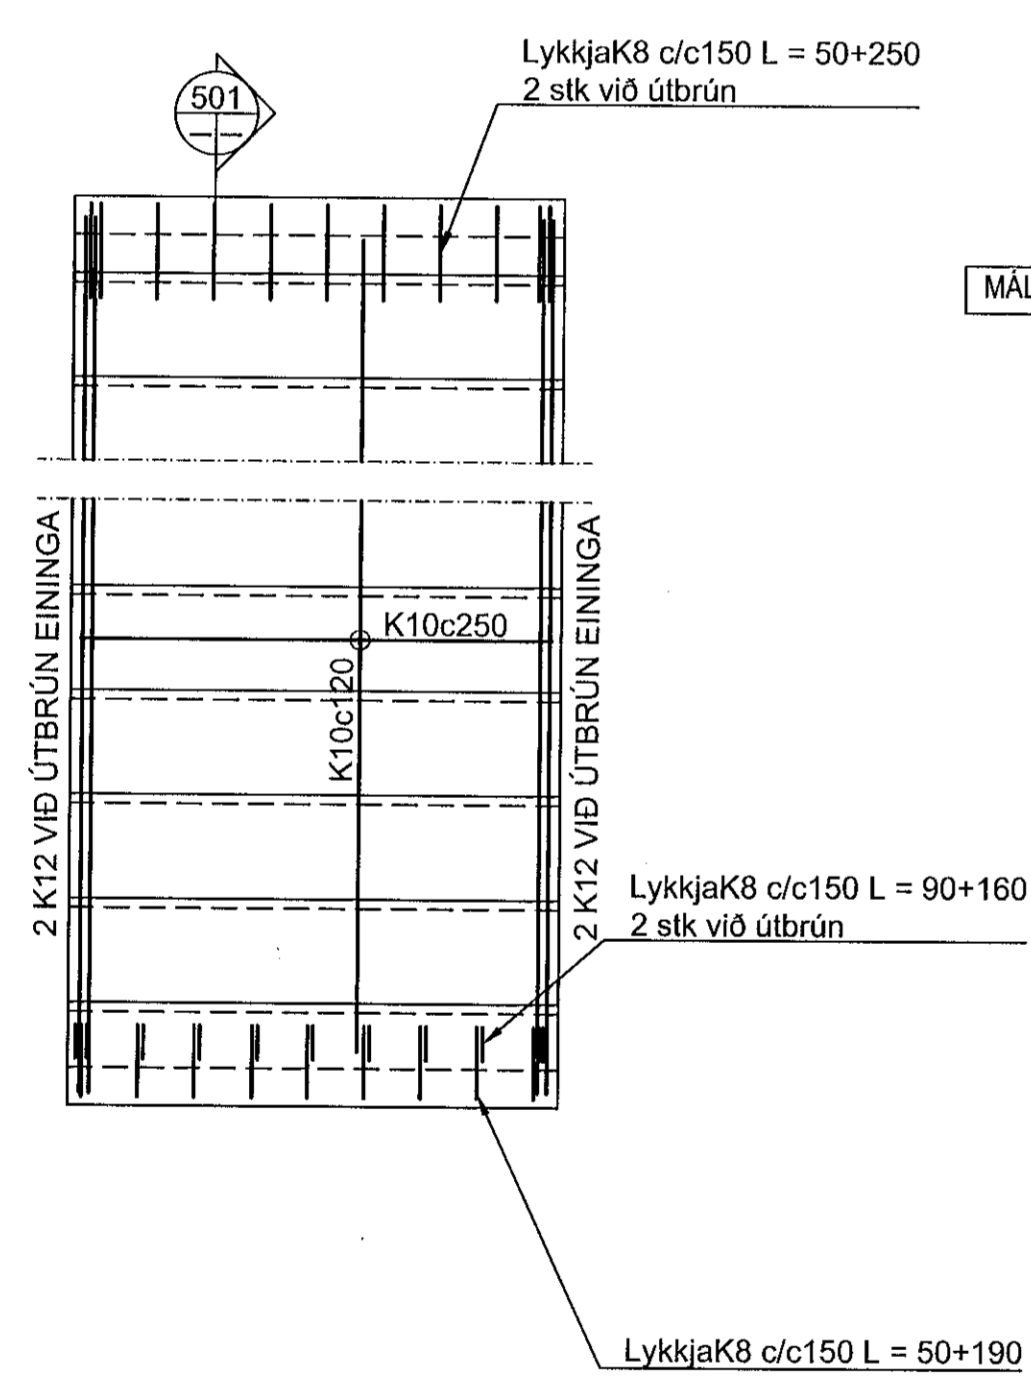 LykkjaK8 c/c150 L = 50+250
2 stk við útbrún
501
MÁL
2 K12 VIÐ ÚTBRÚN EININGA
K10c250
K10c120
2 K12 VIÐ ÚTBRÚN EININGA
LykkjaK8 c/c150 L = 90+160
2 stk við útbrún
LykkjaK8 c/c150 L = 50+190